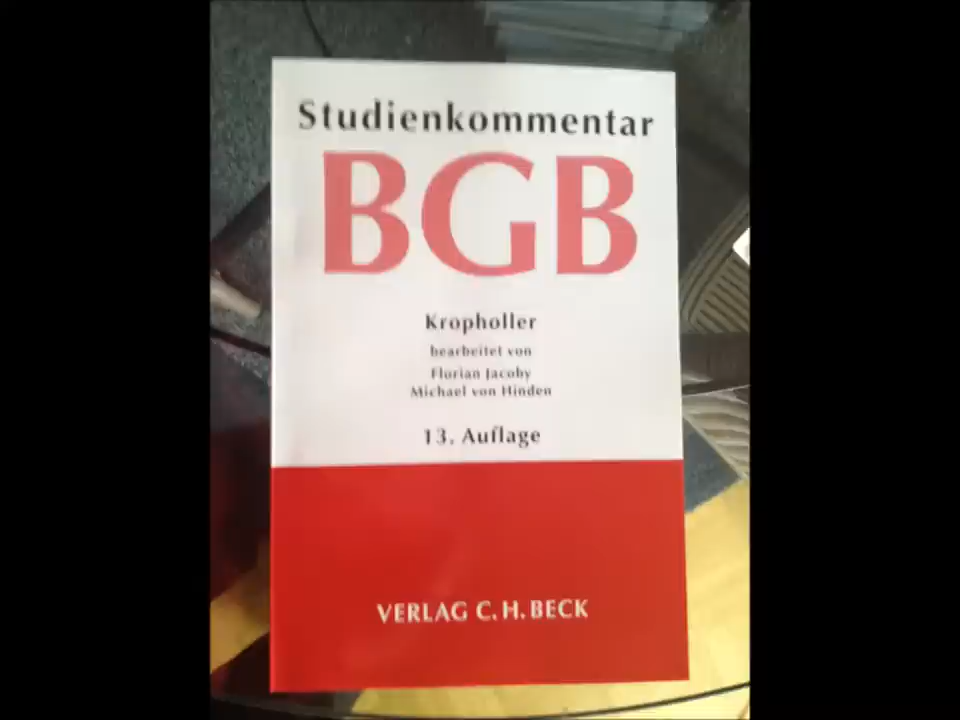 Studienkommentar
BGB
Kropholler
bearbeitet von
Florian Jacoby
Michael von Hinden
13. Auflage
VERLAG C. H. BECK